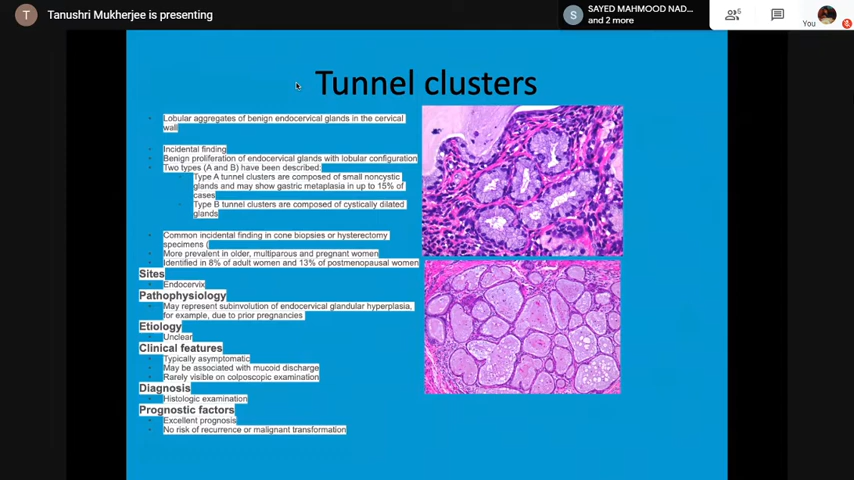 T Tanushri Mukherjee is presenting
S SAYED MAHMOOD NAD...
and 2 more
6
You
Tunnel clusters
Lobular aggregates of benign endocervical glands in the cervical
wall
Incidental finding
Benign proliferation of endocervical glands with lobular configuration
Two types (A and B) have been described:
Type A tunnel clusters are composed of small noncystic
glands and may show gastric metaplasia in up to 15% of
cases
Type B tunnel clusters are composed of cystically dilated
glands
Common incidental finding in cone biopsies or hysterectomy
specimens (
More prevalent in older, multiparous and pregnant women
Identified in 8% of adult women and 13% of postmenopausal women
Sites
Endocervix
Pathophysiology
May represent subinvolution of endocervical glandular hyperplasia,
for example, due to prior pregnancies
Etiology
Unclear
Clinical features
Typically asymptomatic
May be associated with mucoid discharge
Rarely visible on colposcopic examination
Diagnosis
Histologic examination
Prognostic factors
Excellent prognosis
No risk of recurrence or malignant transformation